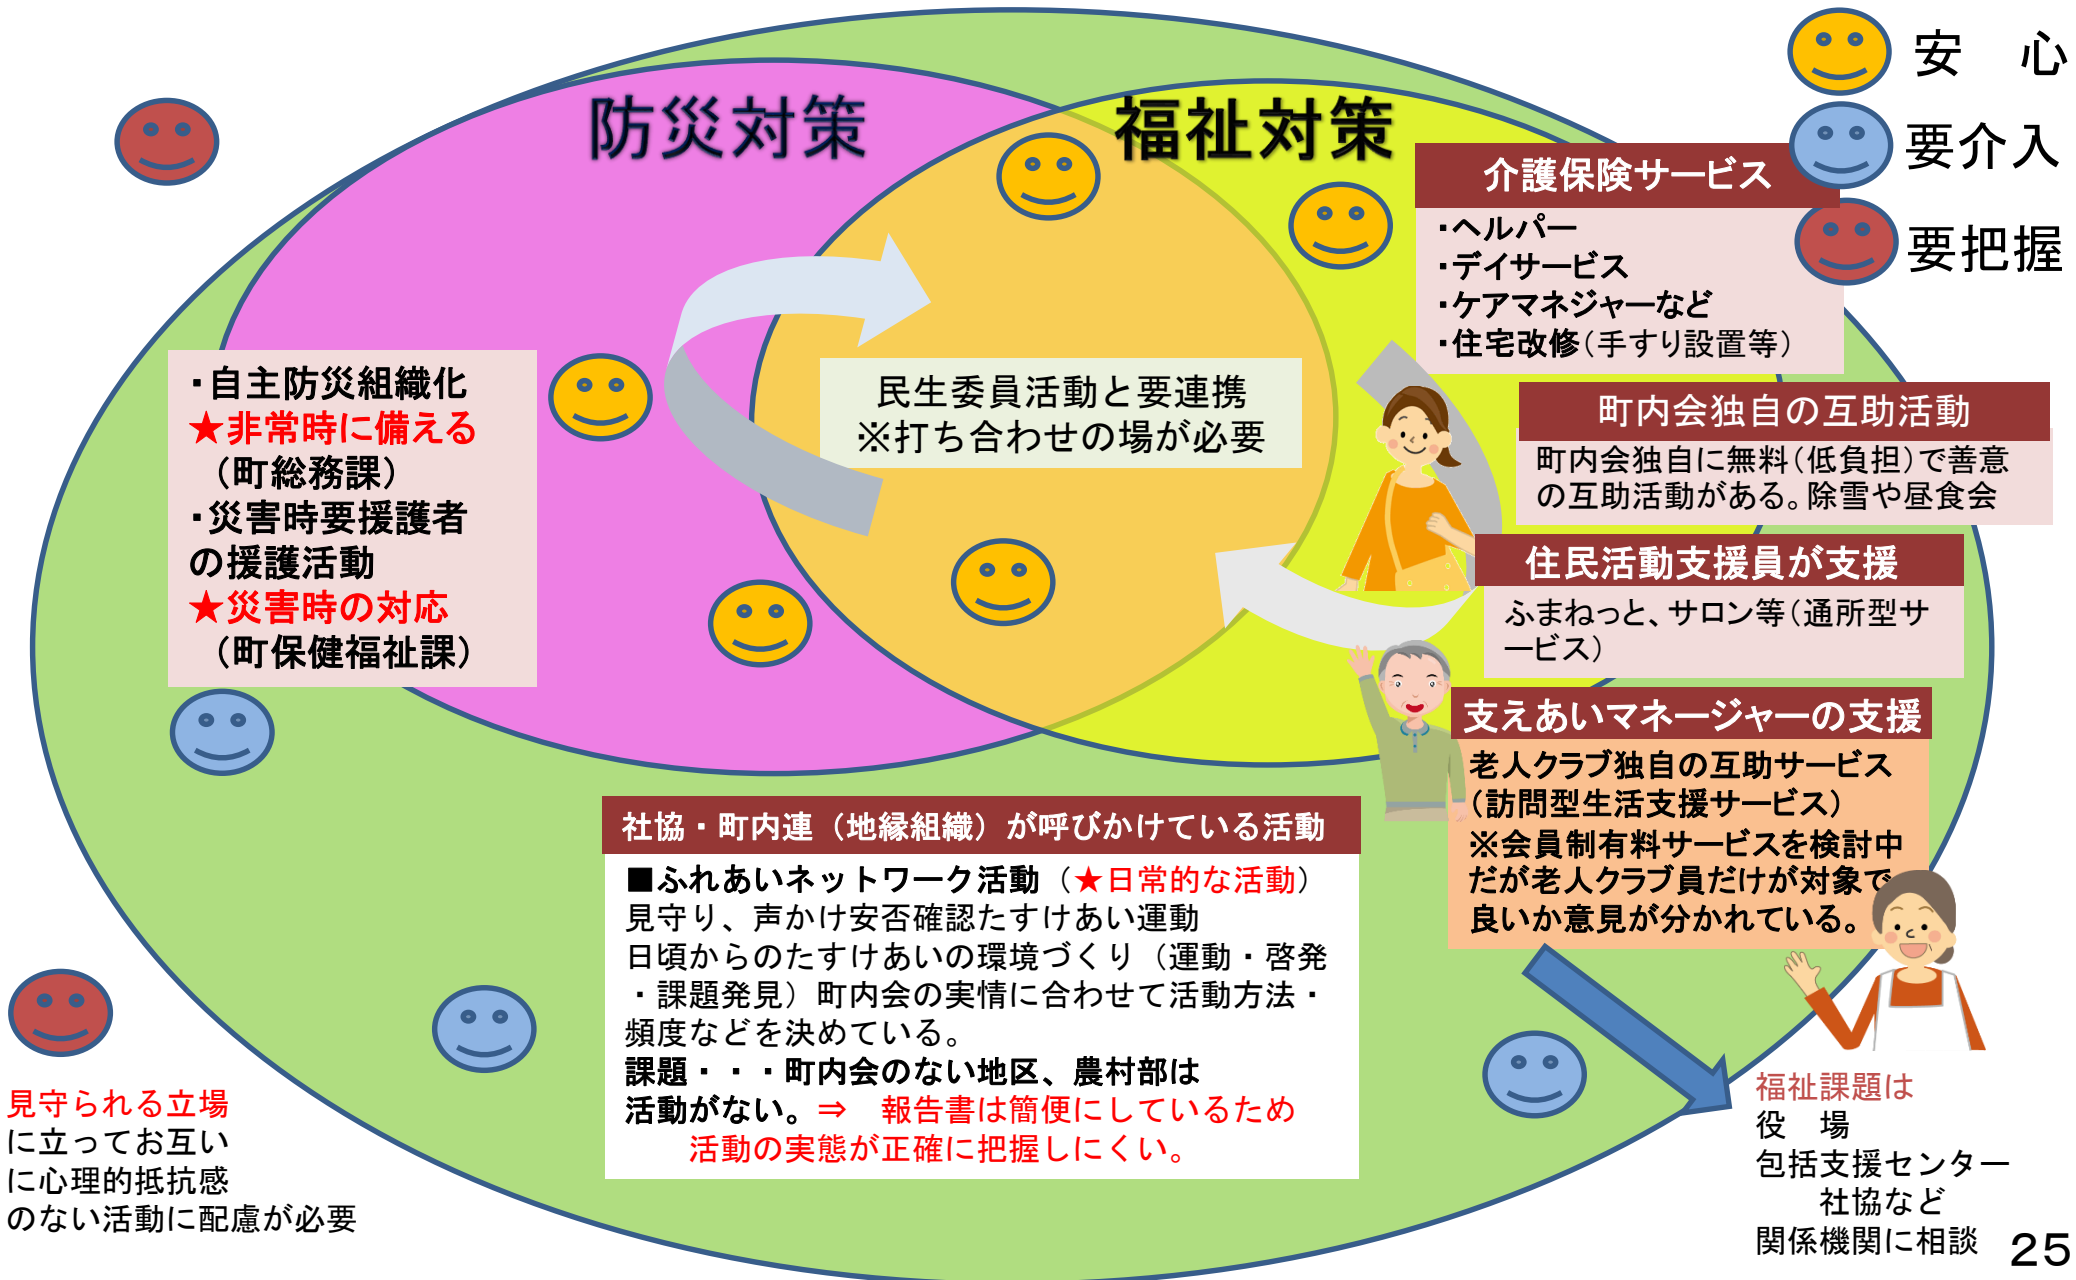 防災対策
福祉対策
安　心
要介入
要把握
介護保険サービス
・ヘルパー
・デイサービス
・ケアマネジャーなど
・住宅改修（手すり設置等）
・自主防災組織化
★非常時に備える
（町総務課）
・災害時要援護者
の援護活動
★災害時の対応
（町保健福祉課）
民生委員活動と要連携
※打ち合わせの場が必要
町内会独自の互助活動
町内会独自に無料（低負担）で善意
の互助活動がある。除雪や昼食会
住民活動支援員が支援
ふまねっと、サロン等（通所型サ
ービス）
支えあいマネージャーの支援
老人クラブ独自の互助サービス
（訪問型生活支援サービス）
※会員制有料サービスを検討中
だが老人クラブ員だけが対象で
良いか意見が分かれている。
社協・町内連（地縁組織）が呼びかけている活動
■ふれあいネットワーク活動（★日常的な活動）
見守り、声かけ安否確認たすけあい運動
日頃からのたすけあいの環境づくり（運動・啓発
・課題発見）町内会の実情に合わせて活動方法・
頻度などを決めている。
課題・・・町内会のない地区、農村部は
活動がない。⇒　報告書は簡便にしているため
活動の実態が正確に把握しにくい。
見守られる立場
に立ってお互い
に心理的抵抗感
のない活動に配慮が必要
福祉課題は
役　場
包括支援センター
社協など
関係機関に相談
25